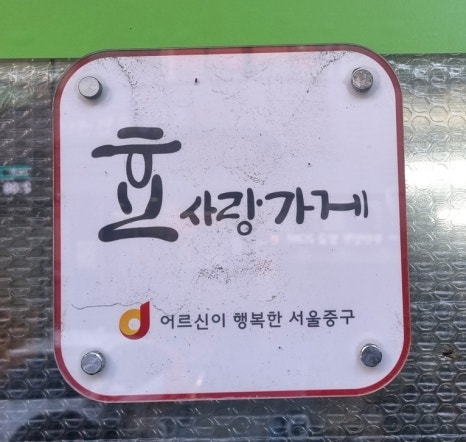 효사랑가게
어르신이 행복한 서울중구